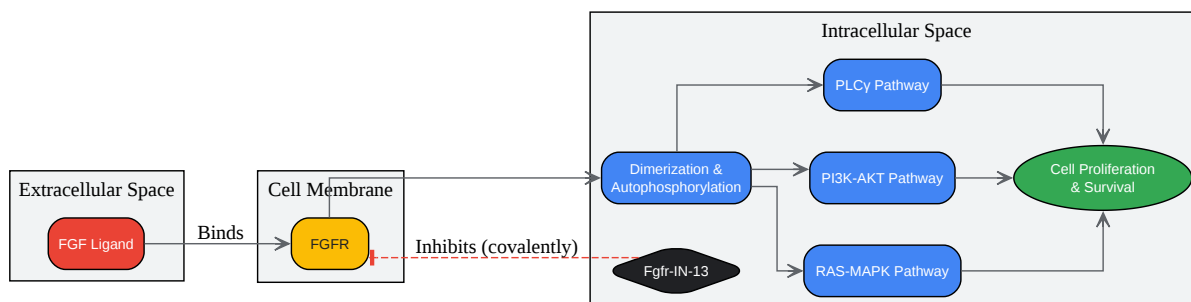 Intracellular Space
PLCγ Pathway
Dimerization &
Autophosphorylation
PI3K-AKT Pathway
Cell Proliferation
& Survival
Extracellular Space
Cell Membrane
FGF Ligand
Binds
FGFR
Inhibits (covalently)
Fgfr-IN-13
RAS-MAPK Pathway